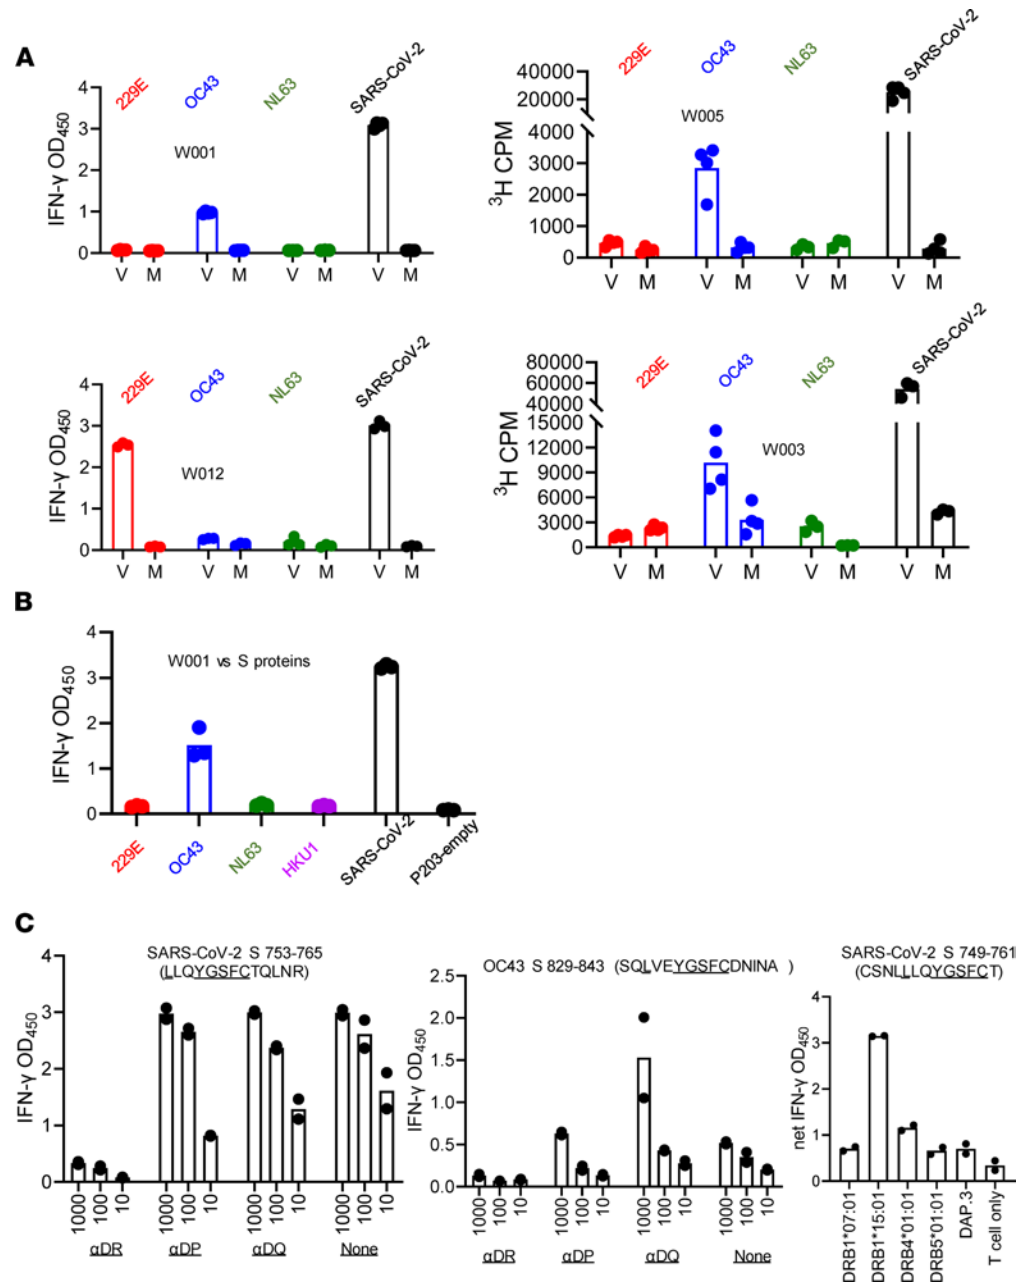 A
229E OC43 NL63 SARS-CoV-2
W001
IFN-γ OD450
4
3
2
1
0
V M V M V M V M
229E OC43 NL63 SARS-CoV-2
W005
3H CPM
40000
20000
4000
3000
2000
1000
0
V M V M V M V M
229E OC43 NL63 SARS-CoV-2
W012
IFN-γ OD450
4
3
2
1
0
V M V M V M V M
229E OC43 NL63 SARS-CoV-2
W003
3H CPM
80000
60000
40000
15000
12000
9000
6000
3000
0
V M V M V M V M
B
W001 vs S proteins
IFN-γ OD450
4
3
2
1
0
229E OC43 NL63 HKU1 SARS-CoV-2 P203-empty
C
SARS-CoV-2 S 753-765
(LLQYGSFCTQLNR)
IFN-γ OD450
4
3
2
1
0
1000 100 10 1000 100 10 1000 100 10 1000 100 10
αDR αDP αDQ None
OC43 S 829-843 (SQLVEYGSFCDNINA )
IFN-γ OD450
2.5
2.0
1.5
1.0
0.5
0.0
1000 100 10 1000 100 10 1000 100 10 1000 100 10
αDR αDP αDQ None
SARS-CoV-2 S 749-761
(CSNLLLQYGSFCT)
net IFN-γ OD450
4
3
2
1
0
DRB1*07:01 DRB1*15:01 DRB4*01:01 DRB5*01:01 DAP.3 T cell only